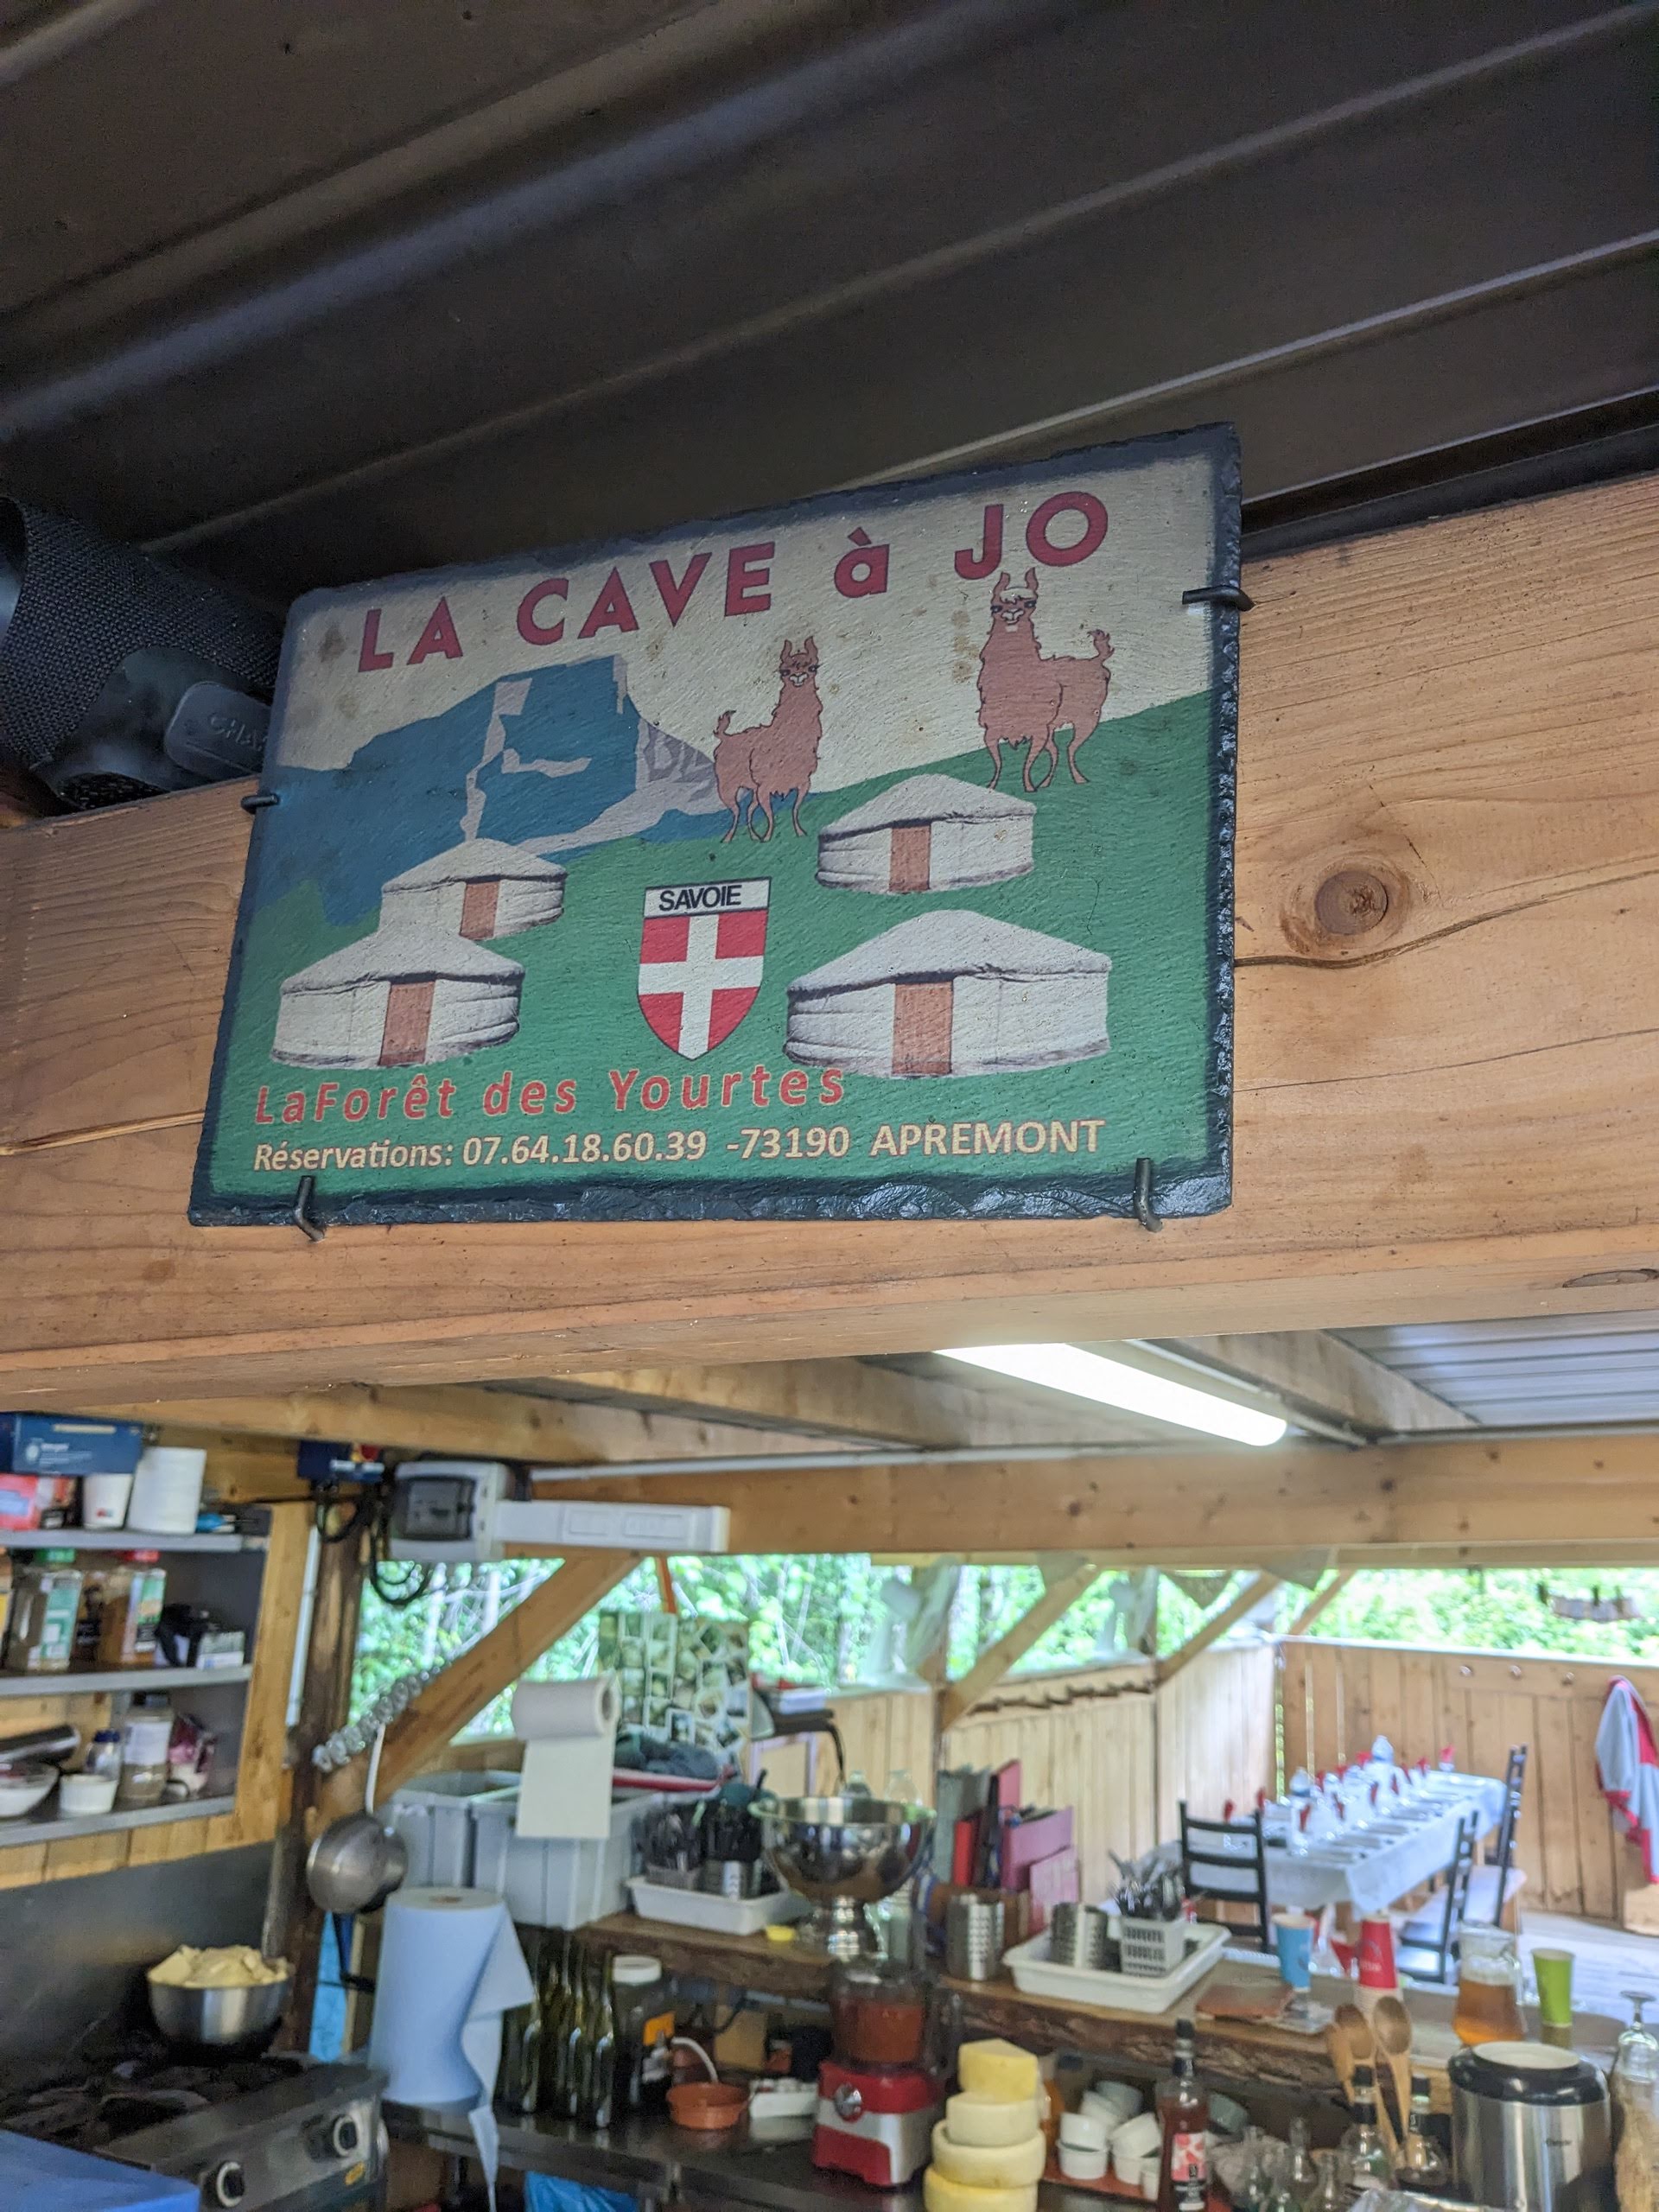 LA CAVE à JO
SAVOIE
LaForêt des Yourtes
Réservations: 07.64.18.60.39 -73190 APREMONT